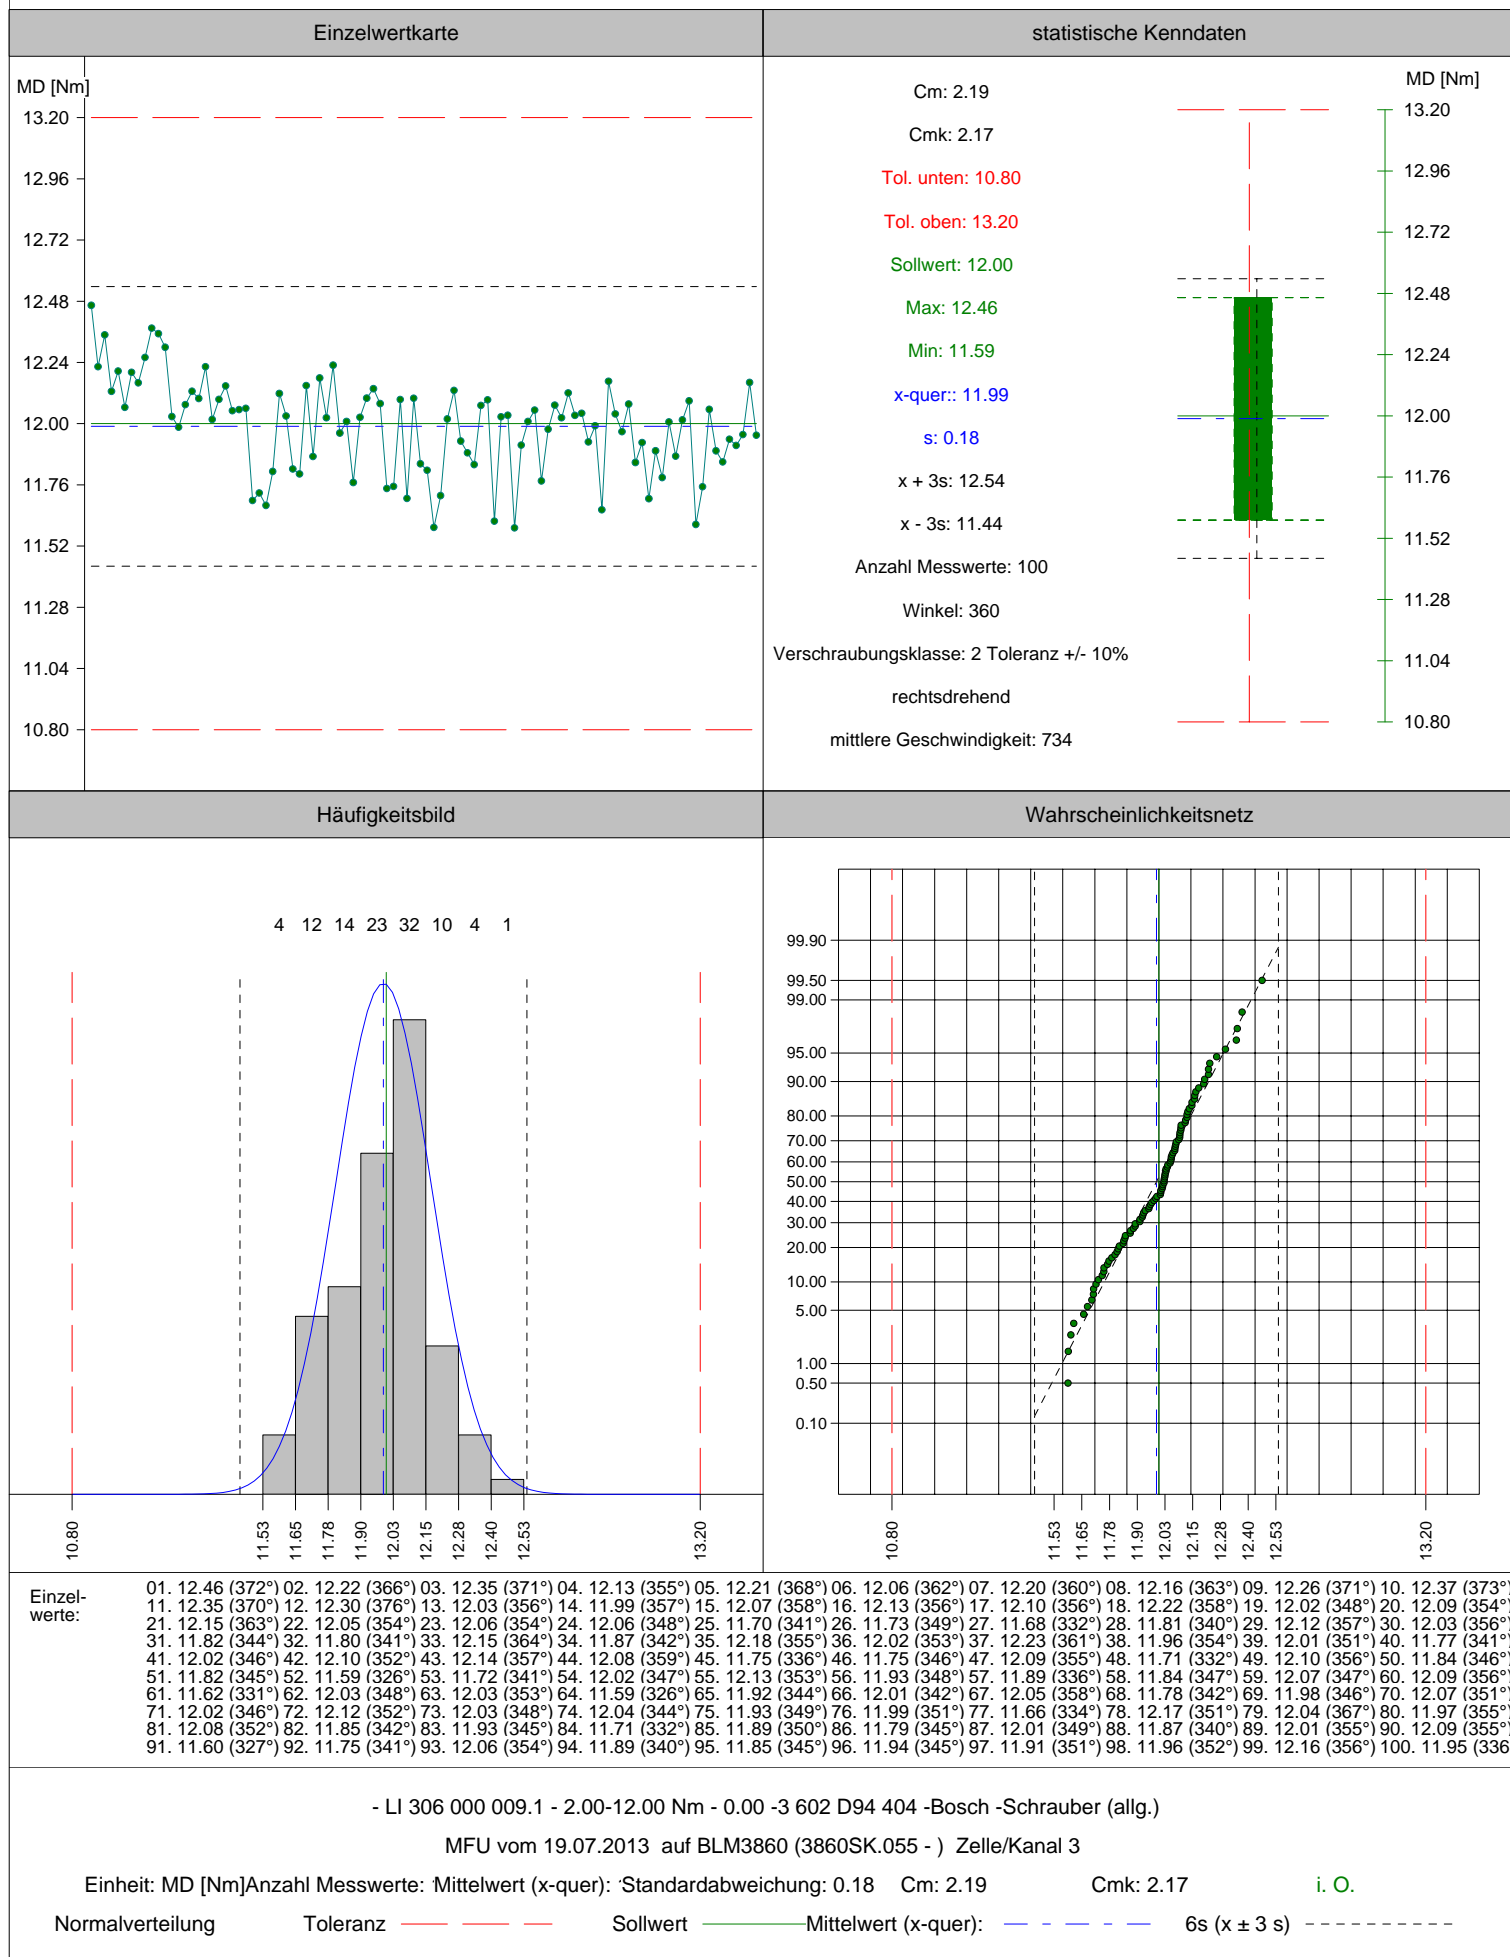 Einzelwertkarte
MD [Nm]
13.20
12.96
12.72
12.48
12.24
12.00
11.76
11.52
11.28
11.04
10.80
statistische Kenndaten
Cm: 2.19
Cmk: 2.17
Tol. unten: 10.80
Tol. oben: 13.20
Sollwert: 12.00
Max: 12.46
Min: 11.59
x-quer:: 11.99
s: 0.18
x + 3s: 12.54
x - 3s: 11.44
Anzahl Messwerte: 100
Winkel: 360
Verschraubungsklasse: 2 Toleranz +/- 10%
rechtsdrehend
mittlere Geschwindigkeit: 734
MD [Nm]
13.20
12.96
12.72
12.48
12.24
12.00
11.76
11.52
11.28
11.04
10.80
Häufigkeitsbild
4 12 14 23 32 10 4 1
10.80 11.53 11.65 11.78 11.90 12.03 12.15 12.28 12.40 12.53 13.20
Wahrscheinlichkeitsnetz
99.90
99.50
99.00
95.00
90.00
80.00
70.00
60.00
50.00
40.00
30.00
20.00
10.00
5.00
1.00
0.50
0.10
10.80 11.53 11.65 11.78 11.90 12.03 12.15 12.28 12.40 12.53 13.20
Einzel-
werte:
01. 12.46 (372°) 02. 12.22 (366°) 03. 12.35 (371°) 04. 12.13 (355°) 05. 12.21 (368°) 06. 12.06 (362°) 07. 12.20 (360°) 08. 12.16 (363°) 09. 12.26 (371°) 10. 12.37 (373°)
11. 12.35 (370°) 12. 12.30 (376°) 13. 12.03 (356°) 14. 11.99 (357°) 15. 12.07 (358°) 16. 12.13 (356°) 17. 12.10 (356°) 18. 12.22 (358°) 19. 12.02 (348°) 20. 12.09 (354°)
21. 12.15 (363°) 22. 12.05 (354°) 23. 12.06 (354°) 24. 12.06 (348°) 25. 11.70 (341°) 26. 11.73 (349°) 27. 11.68 (332°) 28. 11.81 (340°) 29. 12.12 (357°) 30. 12.03 (356°)
31. 11.82 (344°) 32. 11.80 (341°) 33. 12.15 (364°) 34. 11.87 (342°) 35. 12.18 (355°) 36. 12.02 (353°) 37. 12.23 (361°) 38. 11.96 (354°) 39. 12.01 (351°) 40. 11.77 (341°)
41. 12.02 (346°) 42. 12.10 (352°) 43. 12.14 (357°) 44. 12.08 (359°) 45. 11.75 (336°) 46. 11.75 (346°) 47. 12.09 (355°) 48. 11.71 (332°) 49. 12.10 (356°) 50. 11.84 (346°)
51. 11.82 (345°) 52. 11.59 (326°) 53. 11.72 (341°) 54. 12.02 (347°) 55. 12.13 (353°) 56. 11.93 (348°) 57. 11.89 (336°) 58. 11.84 (347°) 59. 12.07 (347°) 60. 12.09 (356°)
61. 11.62 (331°) 62. 12.03 (348°) 63. 12.03 (353°) 64. 11.59 (326°) 65. 11.92 (344°) 66. 12.01 (342°) 67. 12.05 (358°) 68. 11.78 (342°) 69. 11.98 (346°) 70. 12.07 (351°)
71. 12.02 (346°) 72. 12.12 (352°) 73. 12.03 (348°) 74. 12.04 (344°) 75. 11.93 (349°) 76. 11.99 (351°) 77. 11.66 (334°) 78. 12.17 (351°) 79. 12.04 (367°) 80. 11.97 (355°)
81. 12.08 (352°) 82. 11.85 (342°) 83. 11.93 (345°) 84. 11.71 (332°) 85. 11.89 (350°) 86. 11.79 (345°) 87. 12.01 (349°) 88. 11.87 (340°) 89. 12.01 (355°) 90. 12.09 (355°)
91. 11.60 (327°) 92. 11.75 (341°) 93. 12.06 (354°) 94. 11.89 (340°) 95. 11.85 (345°) 96. 11.94 (345°) 97. 11.91 (351°) 98. 11.96 (352°) 99. 12.16 (356°) 100. 11.95 (336°
- LI 306 000 009.1 - 2.00-12.00 Nm - 0.00 -3 602 D94 404 -Bosch -Schrauber (allg.)
MFU vom 19.07.2013 auf BLM3860 (3860SK.055 - ) Zelle/Kanal 3
Einheit: MD [Nm]Anzahl Messwerte: Mittelwert (x-quer): Standardabweichung: 0.18 Cm: 2.19 Cmk: 2.17 i. O.
Normalverteilung Toleranz Sollwert Mittelwert (x-quer): 6s (x ± 3 s)